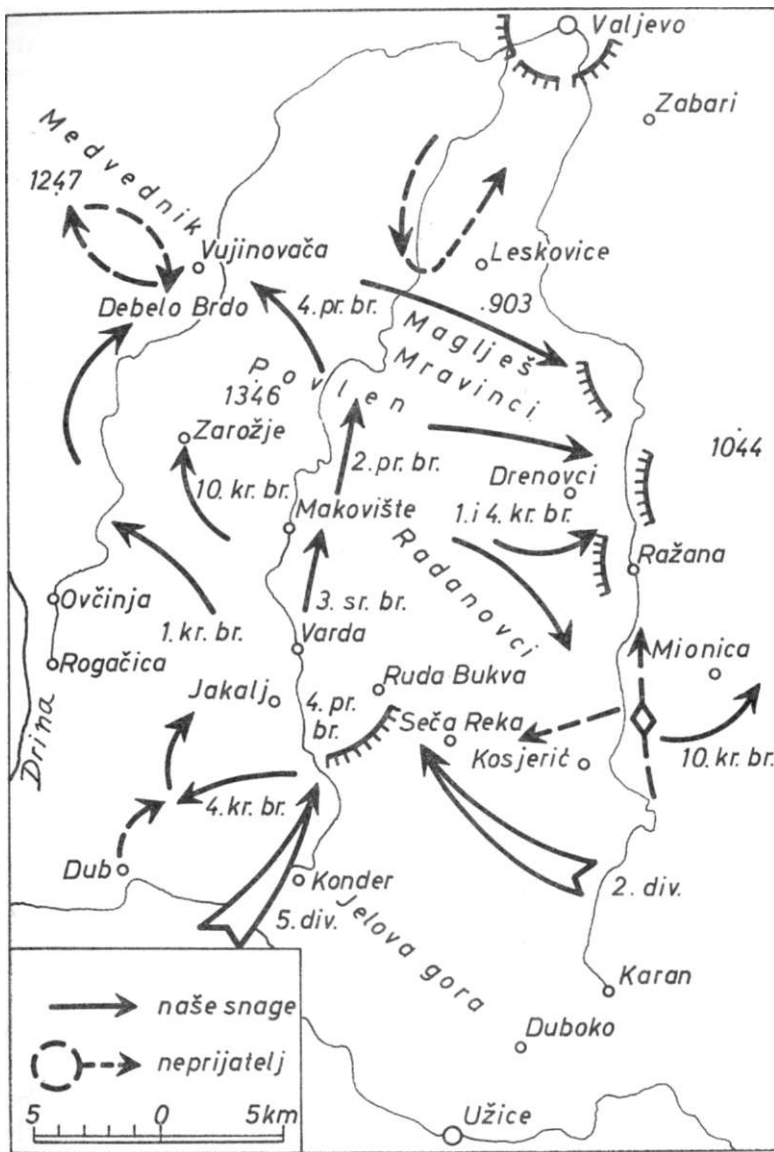 Valjevo
Zabari
Medvednik
1247
Vujinovača
Leskovice
Debelo Brdo
4. pr. br.
903
Maglješ
Mravinci
Povlen
1346
Zarožje
2. pr. br.
1044
Drenovci
10. kr. br.
Makovište
1. i 4. kr. br.
Radanovci
Ražana
Ovčinja
3. sr. br.
1. kr. br.
Varda
Rogačica
Mionica
Ruda Bukva
Jakalj
4. pr.
br.
Seča Reka
Drina
Kosjerić
10. kr. br.
4. kr. br.
Dub
Konder
2. div.
5. div.
Jelova gora
Karan
naše snage
Duboko
neprijatelj
5 0 5 km
Užice